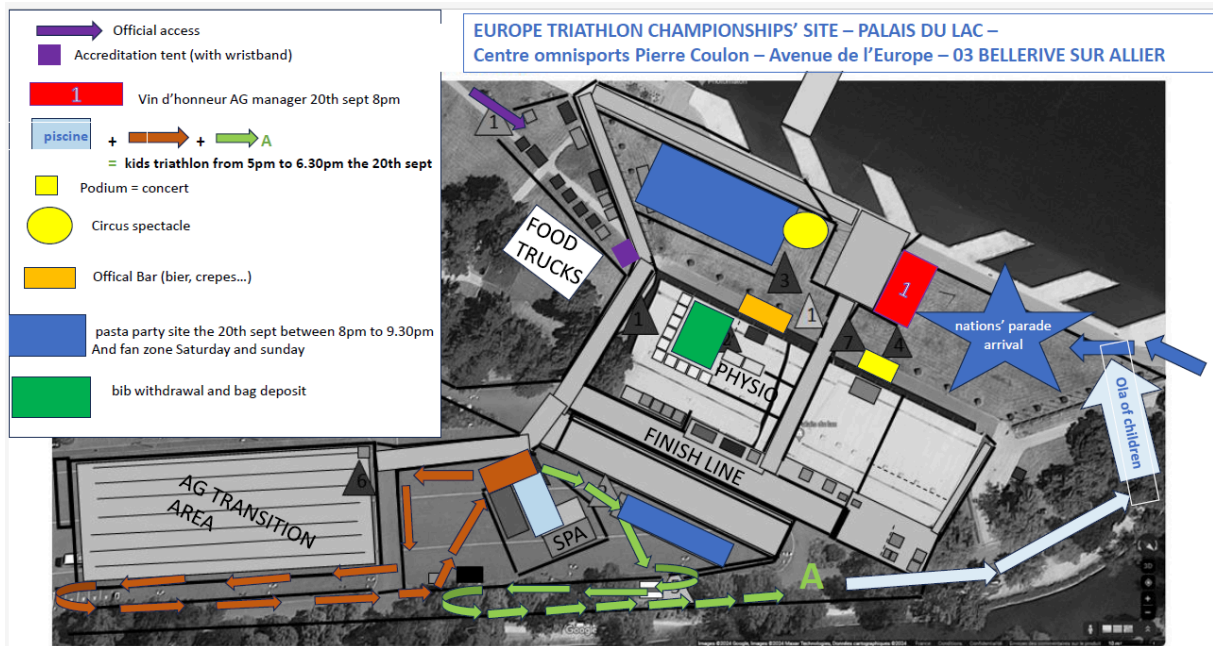 EUROPE TRIATHLON CHAMPIONSHIPS' SITE – PALAIS DU LAC –
Centre omnisports Pierre Coulon – Avenue de l'Europe – 03 BELLERIVE SUR ALLIER
Official access
Accreditation tent (with wristband)
1
Vin d'honneur AG manager 20th sept 8pm
piscine + + A
= kids triathlon from 5pm to 6.30pm the 20th sept
Podium = concert
Circus spectacle
Offical Bar (bier, crepes...)
pasta party site the 20th sept between 8pm to 9.30pm
And fan zone Saturday and sunday
bib withdrawal and bag deposit
1
FOOD
TRUCKS
3
1
1
1
7
4
nations' parade
arrival
PHYSIO
Ola of children
FINISH LINE
6
AG TRANSITION
AREA
SPA
A
Google